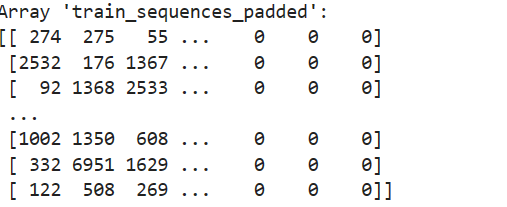 Array 'train_sequences_padded':
[[ 274  275   55 ...    0    0    0]
 [2532  176 1367 ...    0    0    0]
 [  92 1368 2533 ...    0    0    0]
 ...
 [1002 1350  608 ...    0    0    0]
 [ 332 6951 1629 ...    0    0    0]
 [ 122  508  269 ...    0    0    0]]